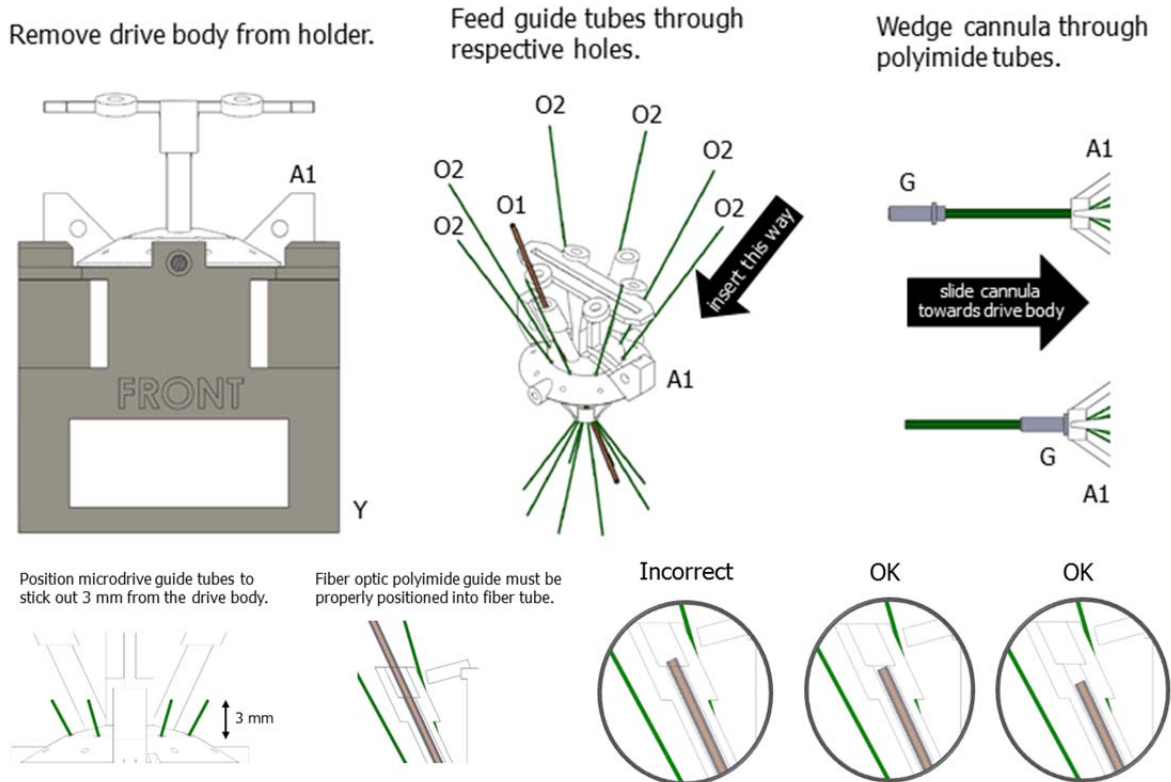 Remove drive body from holder.
A1
FRONT
Y
Feed guide tubes through
respective holes.
O2
O2
O2
O2
O1
O2
O2
insert this way
A1
Wedge cannula through
polyimide tubes.
A1
G
slide cannula
towards drive body
G
A1
Position microdrive guide tubes to
stick out 3 mm from the drive body.
3 mm
Fiber optic polyimide guide must be
properly positioned into fiber tube.
Incorrect
OK
OK